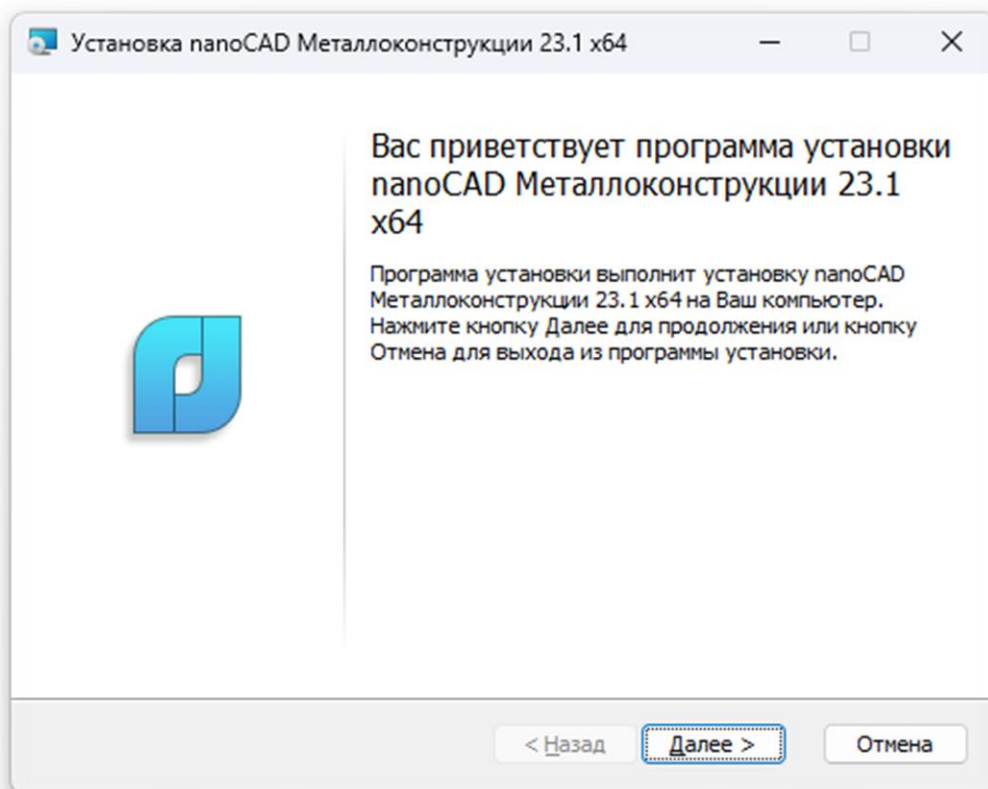 Установка nanoCAD Металлоконструкции 23.1 x64
Вас приветствует программа установки
nanoCAD Металлоконструкции 23.1
x64
Программа установки выполнит установку nanoCAD
Металлоконструкции 23.1 x64 на Ваш компьютер.
Нажмите кнопку Далее для продолжения или кнопку
Отмена для выхода из программы установки.
< Назад
Далее >
Отмена